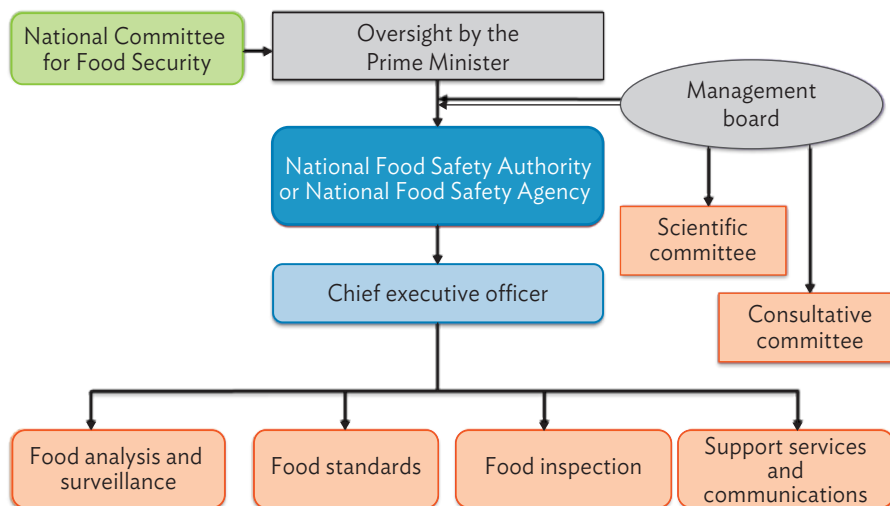 National Committee
for Food Security
Oversight by the
Prime Minister
Management
board
National Food Safety Authority
or National Food Safety Agency
Scientific
committee
Chief executive officer
Consultative
committee
Food analysis and
surveillance
Food standards
Food inspection
Support services
and
communications